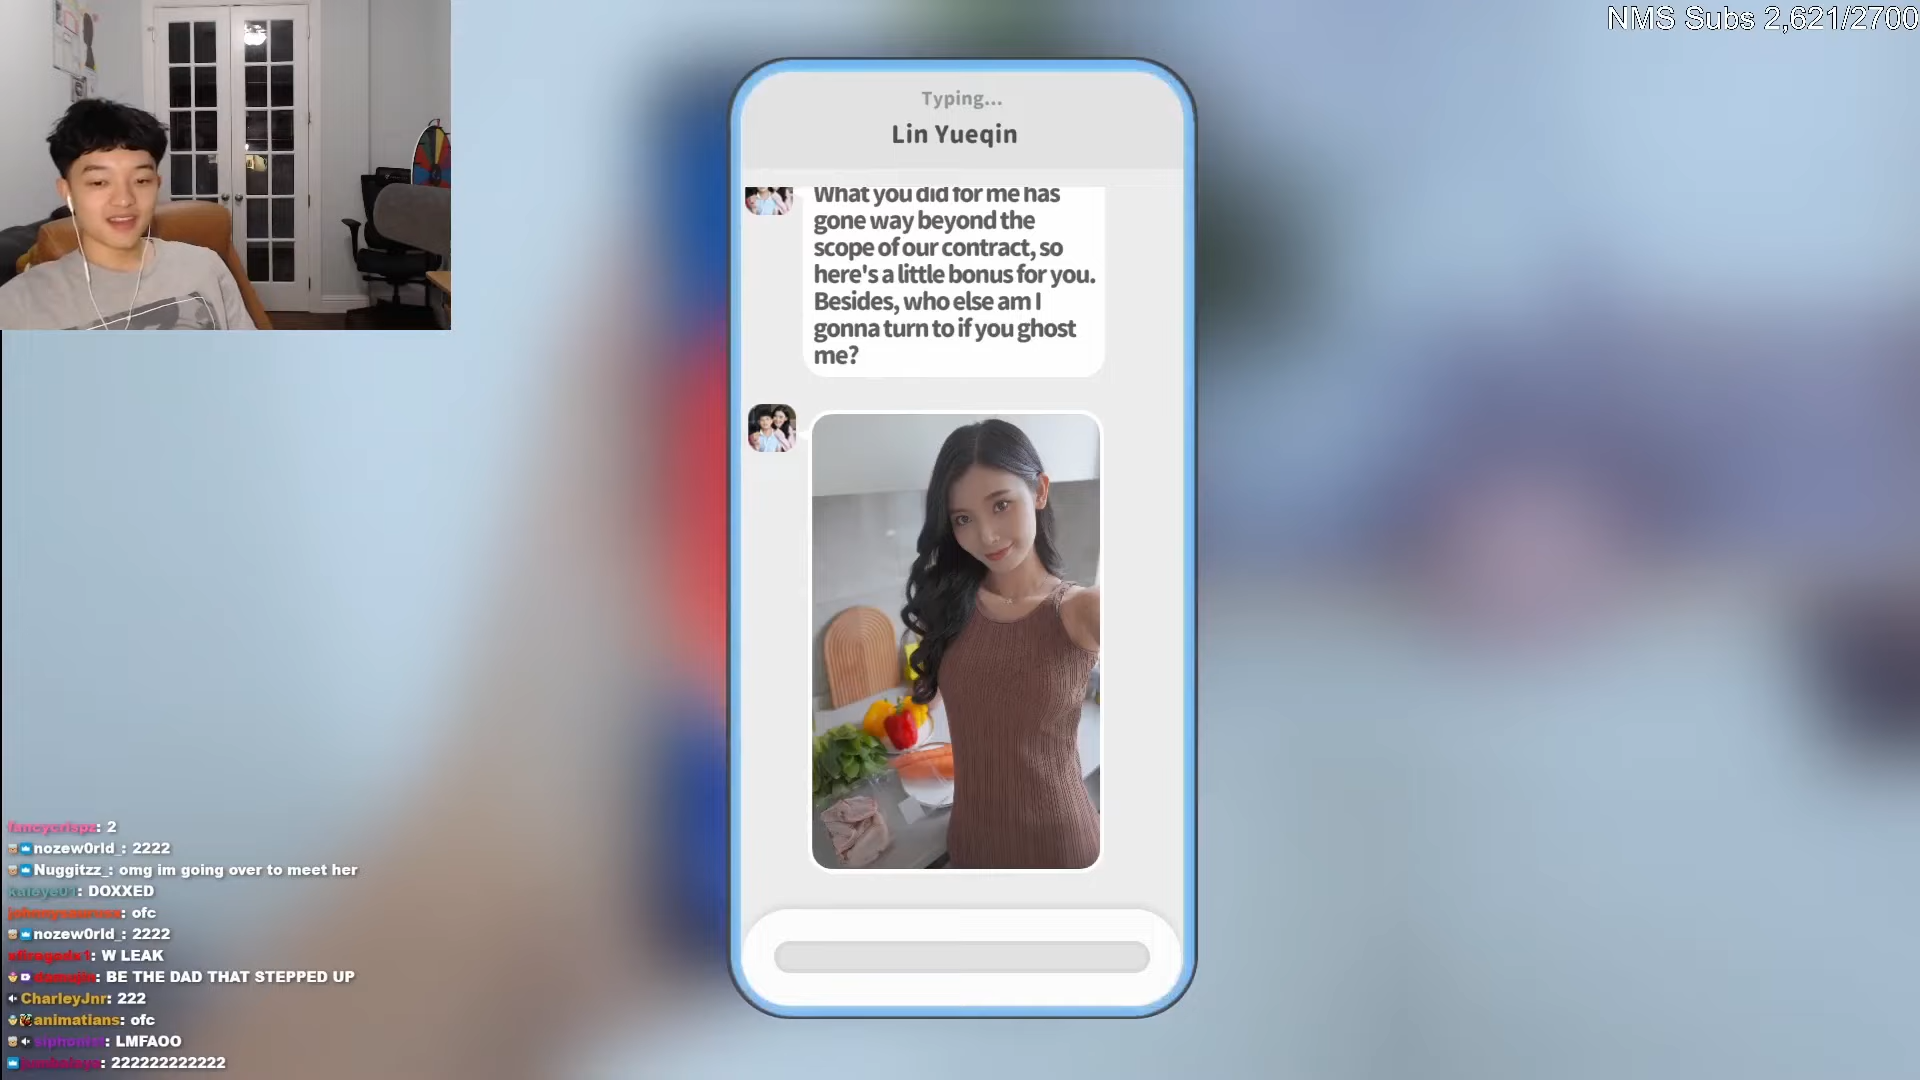 NMS Subs 2,621/2700
Typing...
Lin Yueqin
What you did for me has
gone way beyond the
scope of our contract, so
here's a little bonus for you.
Besides, who else am I
gonna turn to if you ghost
me?
fancycrispz: 2
nozew0rld_: 2222
Nuggitzz_: omg im going over to meet her
: DOXXED
: ofc
nozew0rld_: 2222
: W LEAK
: BE THE DAD THAT STEPPED UP
CharleyJnr: 222
animatians: ofc
: LMFAOO
: 222222222222